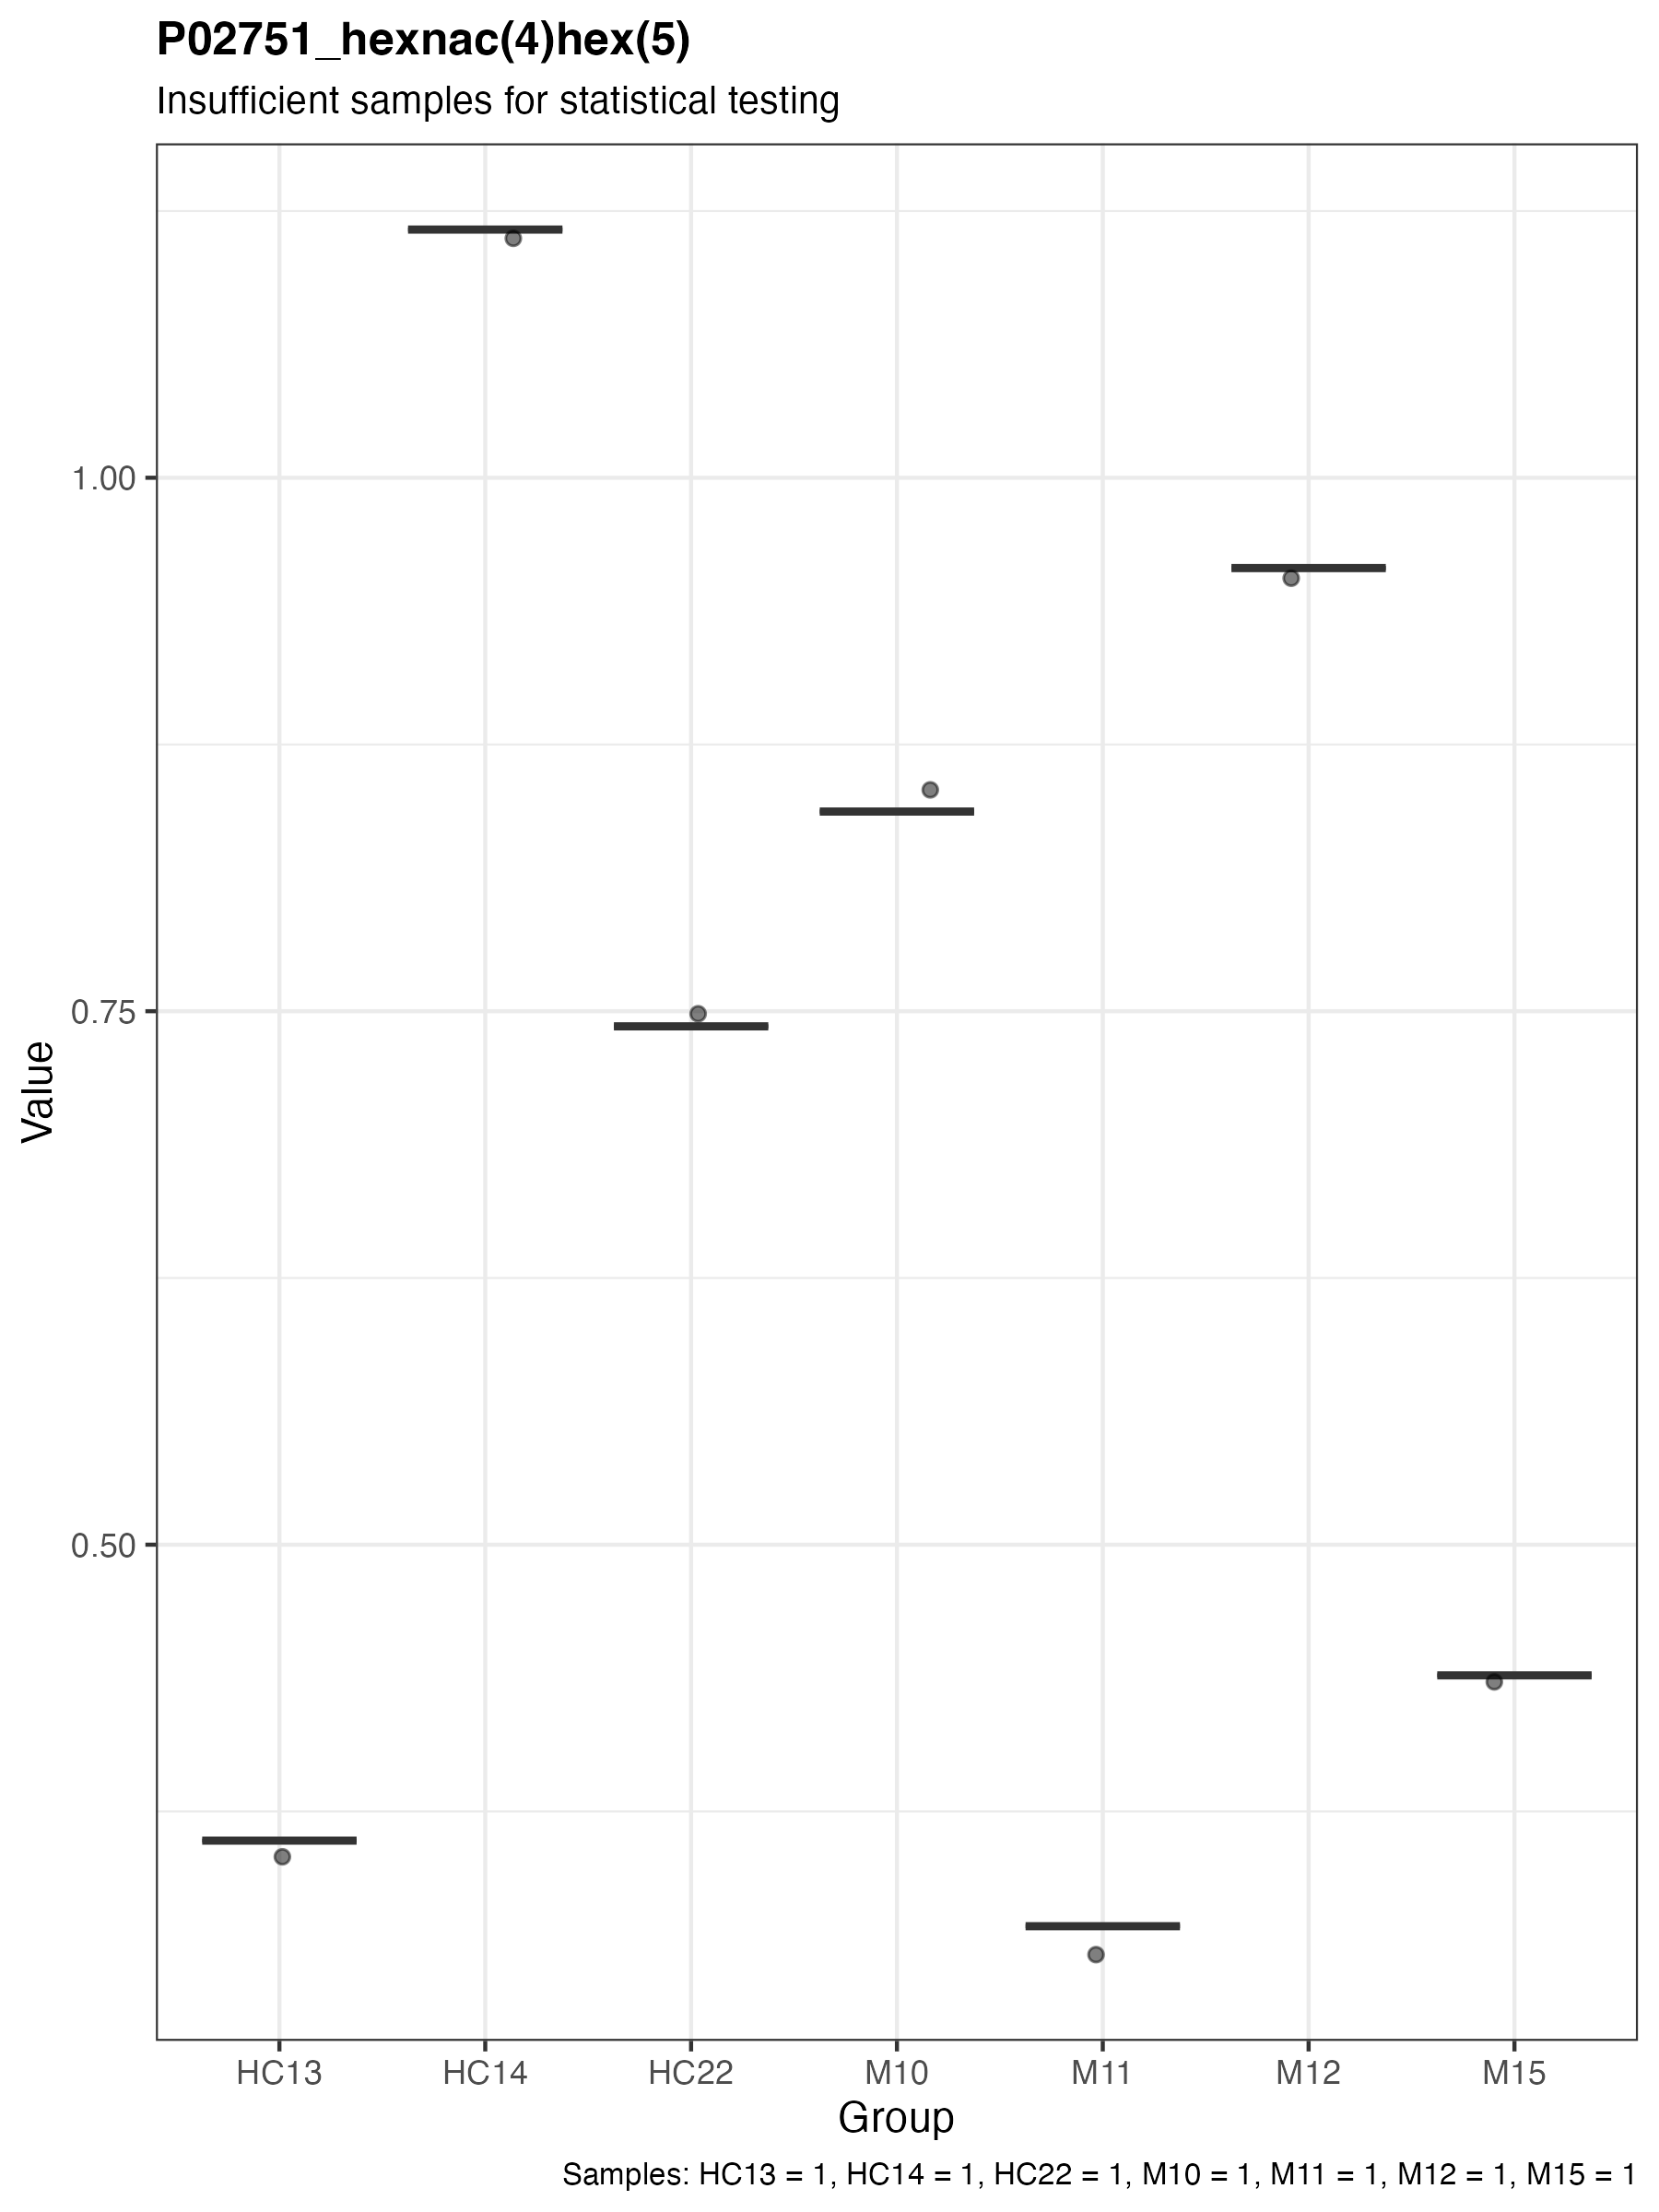 P02751_hexnac(4)hex(5)
Insufficient samples for statistical testing
1.00
0.75
0.50
Value
HC13 HC14 HC22 M10 M11 M12 M15
Group
Samples: HC13 = 1, HC14 = 1, HC22 = 1, M10 = 1, M11 = 1, M12 = 1, M15 = 1